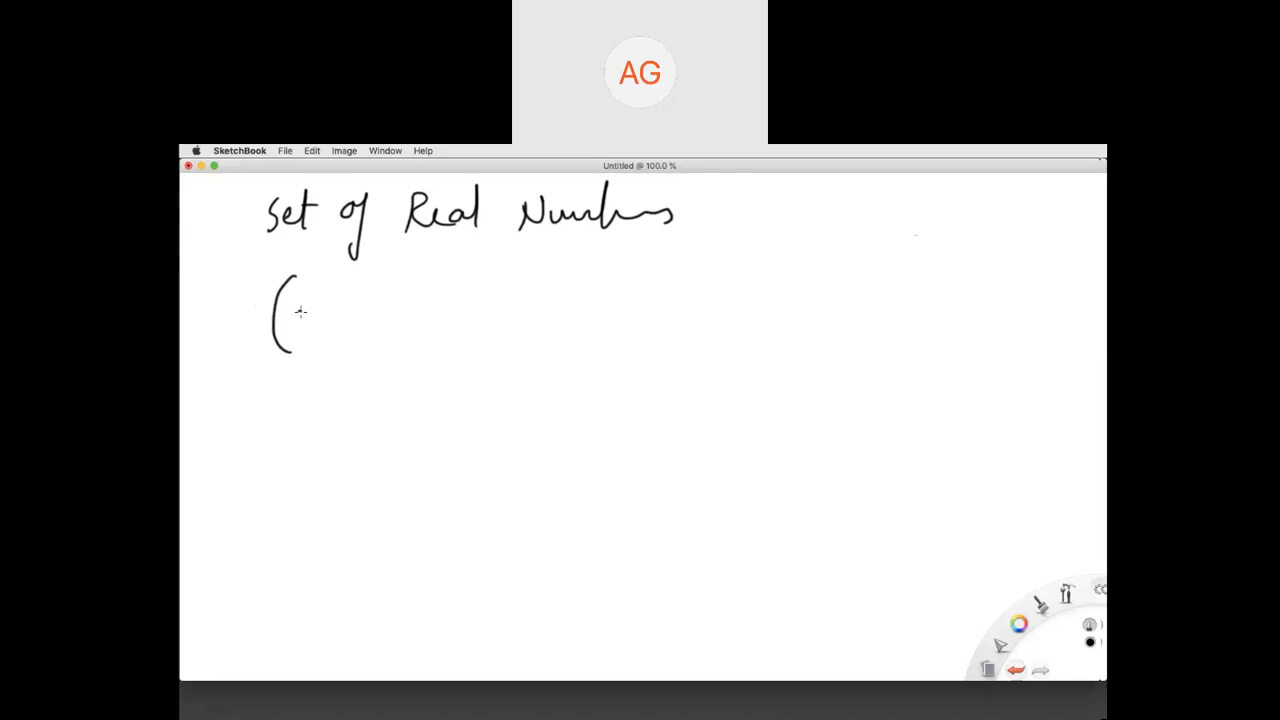 AG
SketchBook File Edit Image Window Help
Untitled @ 100.0 %
Set of Real Numbers
(